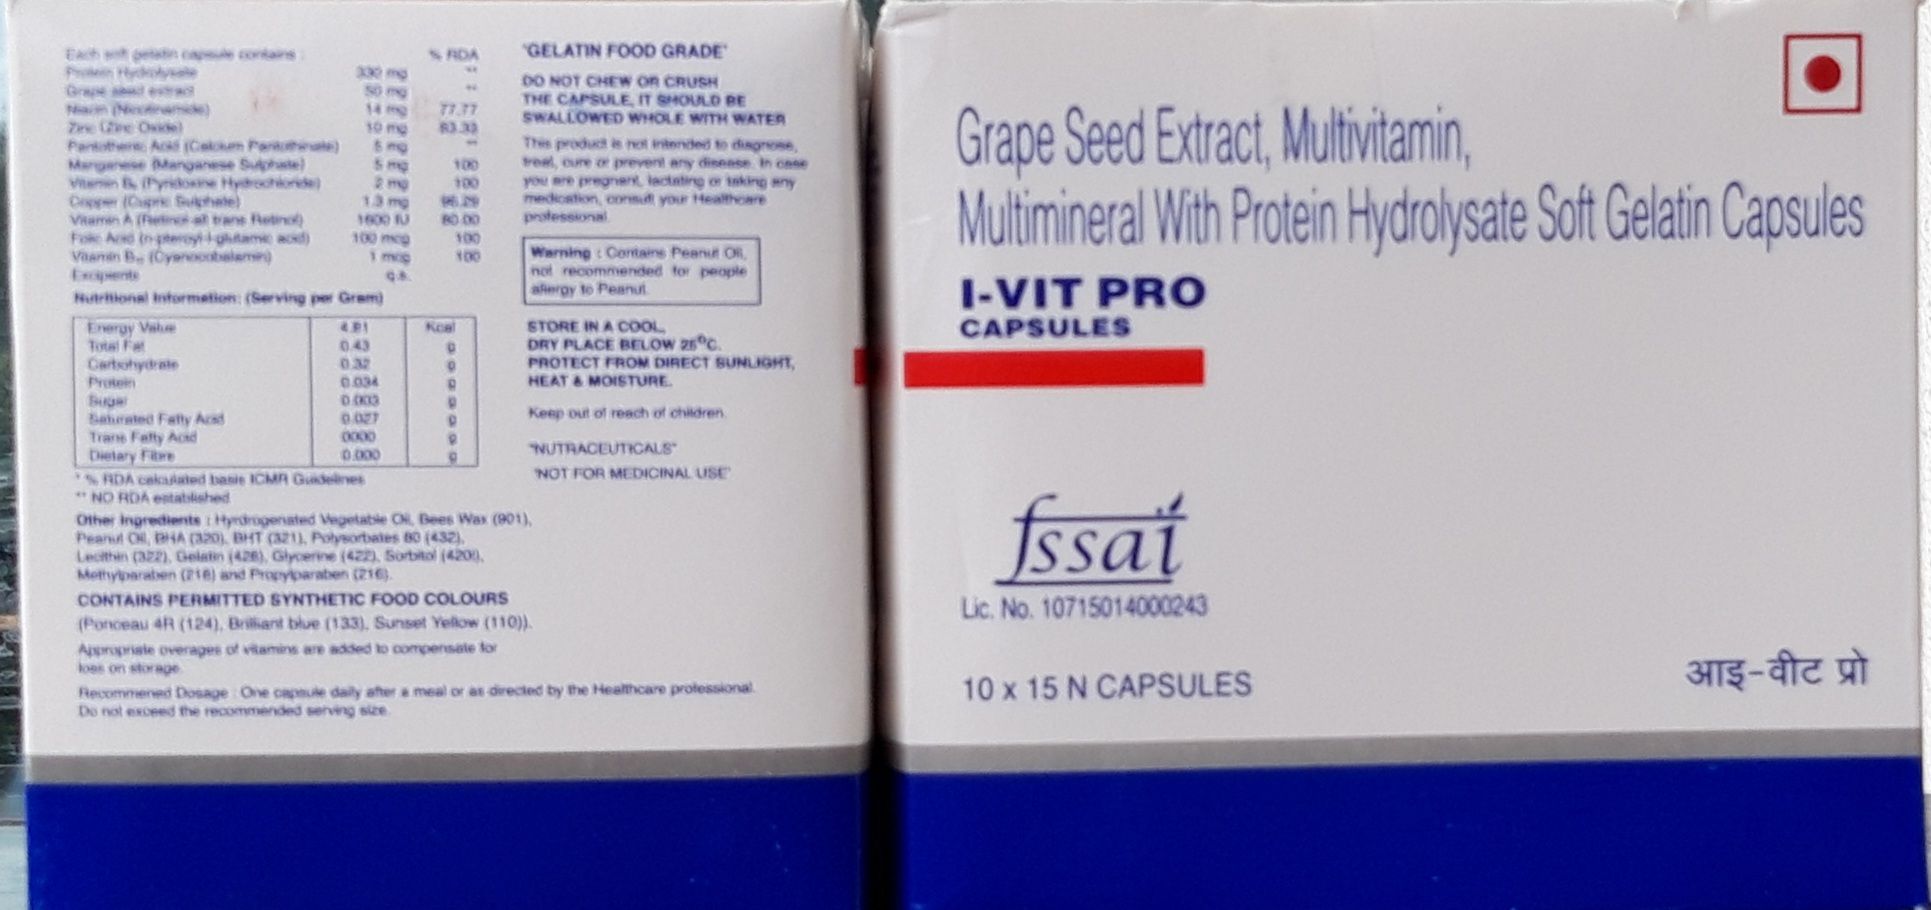 Each soft gelatin capsule contains :
% RDA
Protein Hydrolysate 330 mg **
Grape seed extract 50 mg **
Niacin (Nicotinamide) 14 mg 77.77
Zinc (Zinc Oxide) 10 mg 83.33
Pantothenic Acid (Calcium Pantothinate) 5 mg **
Manganese (Manganese Sulphate) 5 mg 100
Vitamin B₆ (Pyridoxine Hydrochloride) 2 mg 100
Copper (Cupric Sulphate) 1.3 mg 96.29
Vitamin A (Retinol-all trans Retinol) 1600 IU 80.00
Folic Acid (n-pteroyl-l-glutamic acid) 100 mcg 100
Vitamin B₁₂ (Cyanocobalamin) 1 mcg 100
Excipients q.s.
Nutritional Information: (Serving per Gram)
Energy Value 4.81 Kcal
Total Fat 0.43 g
Carbohydrate 0.32 g
Protein 0.034 g
Sugar 0.003 g
Saturated Fatty Acid 0.027 g
Trans Fatty Acid 0000 g
Dietary Fibre 0.000 g
* % RDA calculated basis ICMR Guidelines
** NO RDA established
Other Ingredients : Hyrdrogenated Vegetable Oil, Bees Wax (901),
Peanut Oil, BHA (320), BHT (321), Polysorbates 80 (432),
Lecithin (322), Gelatin (428), Glycerine (422), Sorbitol (420I),
Methylparaben (218) and Propylparaben (216).
CONTAINS PERMITTED SYNTHETIC FOOD COLOURS
(Ponceau 4R (124), Brilliant blue (133), Sunset Yellow (110)).
Appropriate overages of vitamins are added to compensate for
loss on storage.
Recommened Dosage : One capsule daily after a meal or as directed by the Healthcare professional.
Do not exceed the recommended serving size.
"GELATIN FOOD GRADE"
DO NOT CHEW OR CRUSH
THE CAPSULE, IT SHOULD BE
SWALLOWED WHOLE WITH WATER
This product is not intended to diagnose,
treat, cure or prevent any disease. In case
you are pregnant, lactating or taking any
medication, consult your Healthcare
professional.
Warning : Contains Peanut Oil,
not recommended for people
allergy to Peanut.
STORE IN A COOL,
DRY PLACE BELOW 25°C.
PROTECT FROM DIRECT SUNLIGHT,
HEAT & MOISTURE.
Keep out of reach of children.
"NUTRACEUTICALS"
"NOT FOR MEDICINAL USE"
Grape Seed Extract, Multivitamin,
Multimineral With Protein Hydrolysate Soft Gelatin Capsules
I-VIT PRO
CAPSULES
fssai
Lic. No. 10715014000243
10 x 15 N CAPSULES
आइ-वीट प्रो